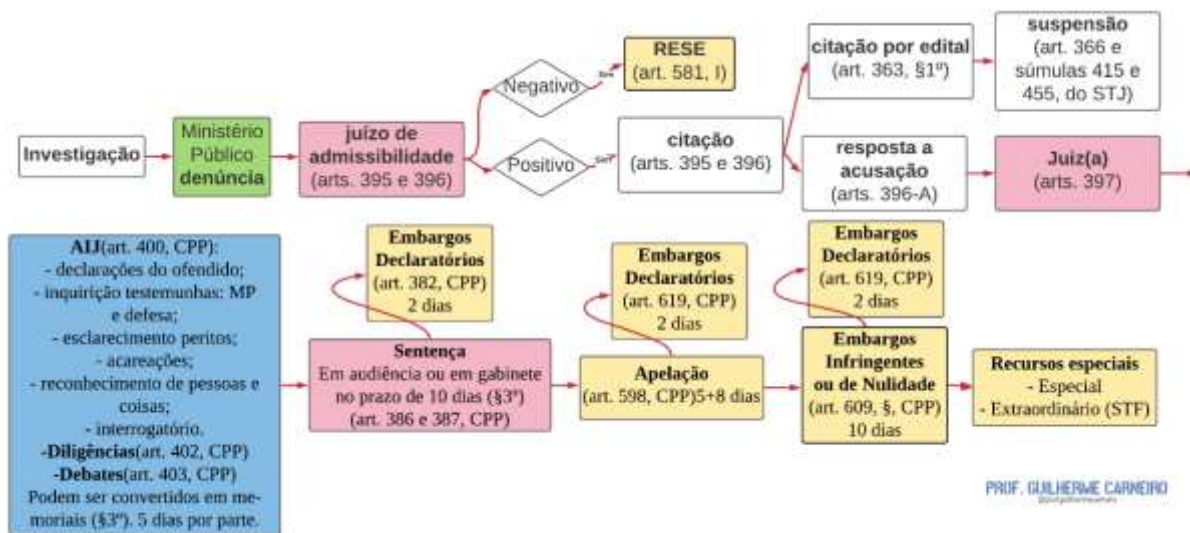 Investigação
Ministério
Público
denúncia
juízo de
admissibilidade
(arts. 395 e 396)
Negativo
RESE
(art. 581, I)
Positivo
citação
(arts. 395 e 396)
citação por edital
(art. 363, §1º)
suspensão
(art. 366 e
súmulas 415 e
455, do STJ)
resposta a
acusação
(arts. 396-A)
Juiz(a)
(arts. 397)
AIJ(art. 400, CPP):
- declarações do ofendido;
- inquirição testemunhas: MP
e defesa;
- esclarecimento peritos;
- acareações;
- reconhecimento de pessoas e
coisas;
- interrogatório.
-Diligências(art. 402, CPP)
-Debates(art. 403, CPP)
Podem ser convertidos em me-
moriais (§3º). 5 dias por parte.
Embargos
Declaratórios
(art. 382, CPP)
2 dias
Sentença
Em audiência ou em gabinete
no prazo de 10 dias (§3º)
(art. 386 e 387, CPP)
Embargos
Declaratórios
(art. 619, CPP)
2 dias
Apelação
(art. 598, CPP)5+8 dias
Embargos
Declaratórios
(art. 619, CPP)
2 dias
Embargos
Infringentes
ou de Nulidade
(art. 609, §, CPP)
10 dias
Recursos especiais
- Especial
- Extraordinário (STF)
PROF. GUILHERME CARNEIRO